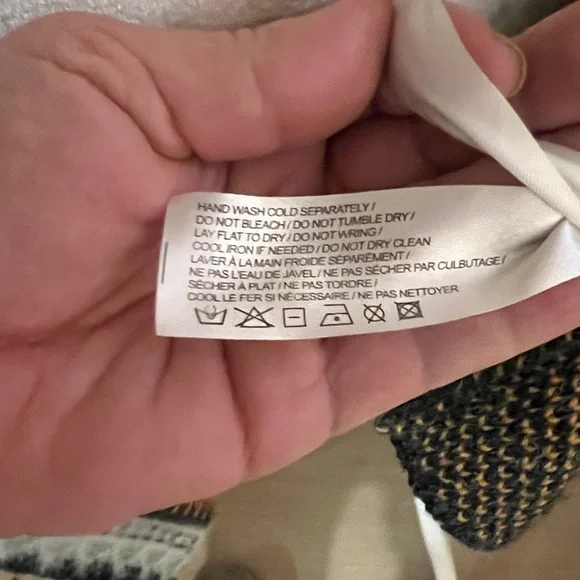 HAND WASH COLD SEPARATELY/
DO NOT BLEACH/DO NOT TUMBLE DRY/
LAY FLAT TO DRY/DO NOT WRING/
COOL IRON IF NEEDED/DO NOT DRY CLEAN
LAVER À LA MAIN FROIDE SÉPARÉMENT/
NE PAS L'EAU DE JAVEL/NE PAS SÉCHER PAR CULBUTAGE/
SÉCHER À PLAT/NE PAS TORDRE/
COOL LE FER SI NÉCESSAIRE/NE PAS NETTOYER